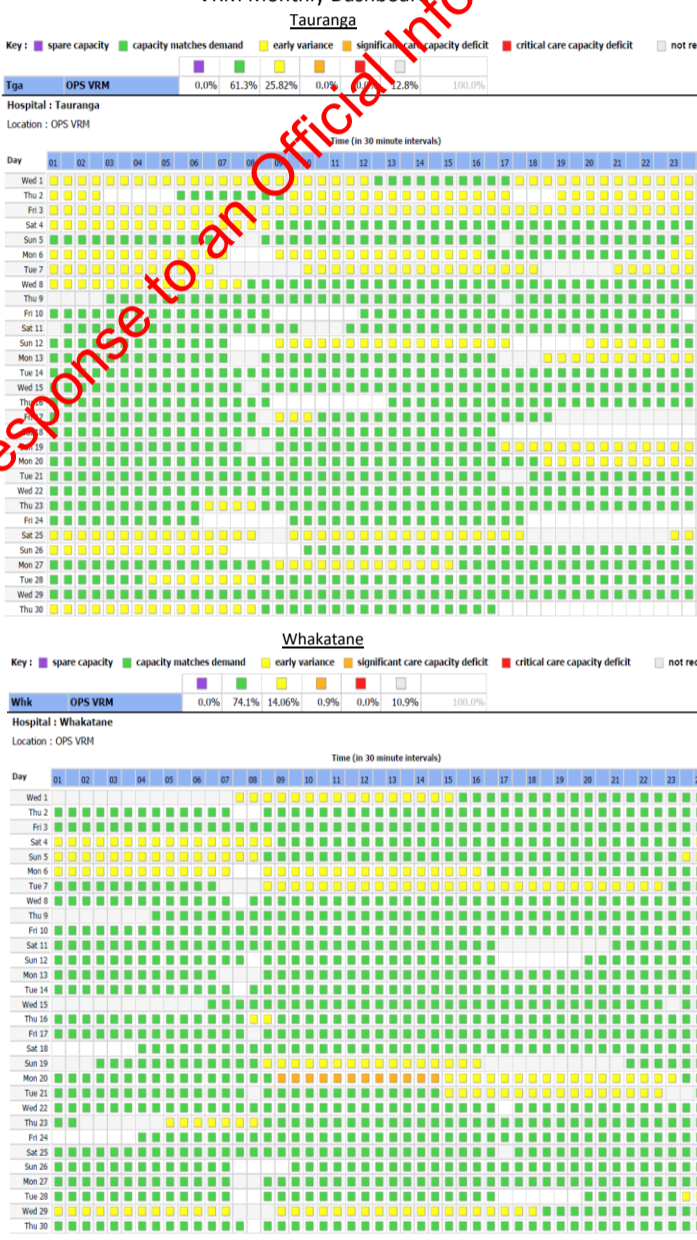 VRM Monthly Dashboard
Tauranga
Key : spare capacity capacity matches demand early variance significant care capacity deficit critical care capacity deficit not re
Tga OPS VRM 0.0% 61.3% 25.82% 0.0% 12.8% 100.0%
Hospital : Tauranga
Location : OPS VRM
Time (in 30 minute intervals)
Day 01 02 03 04 05 06 07 08 09 10 11 12 13 14 15 16 17 18 19 20 21 22 23
Wed 1
Thu 2
Fri 3
Sat 4
Sun 5
Mon 6
Tue 7
Wed 8
Thu 9
Fri 10
Sat 11
Sun 12
Mon 13
Tue 14
Wed 15
Thu 16
Fri 17
18
Sun 19
Mon 20
Tue 21
Wed 22
Thu 23
Fri 24
Sat 25
Sun 26
Mon 27
Tue 28
Wed 29
Thu 30
Response to an Official Info
Whakatane
Key : spare capacity capacity matches demand early variance significant care capacity deficit critical care capacity deficit not rec
Whk OPS VRM 0.0% 74.1% 14.06% 0.9% 0.0% 10.9% 100.0%
Hospital : Whakatane
Location : OPS VRM
Time (in 30 minute intervals)
Day 01 02 03 04 05 06 07 08 09 10 11 12 13 14 15 16 17 18 19 20 21 22 23 2
Wed 1
Thu 2
Fri 3
Sat 4
Sun 5
Mon 6
Tue 7
Wed 8
Thu 9
Fri 10
Sat 11
Sun 12
Mon 13
Tue 14
Wed 15
Thu 16
Fri 17
Sat 18
Sun 19
Mon 20
Tue 21
Wed 22
Thu 23
Fri 24
Sat 25
Sun 26
Mon 27
Tue 28
Wed 29
Thu 30